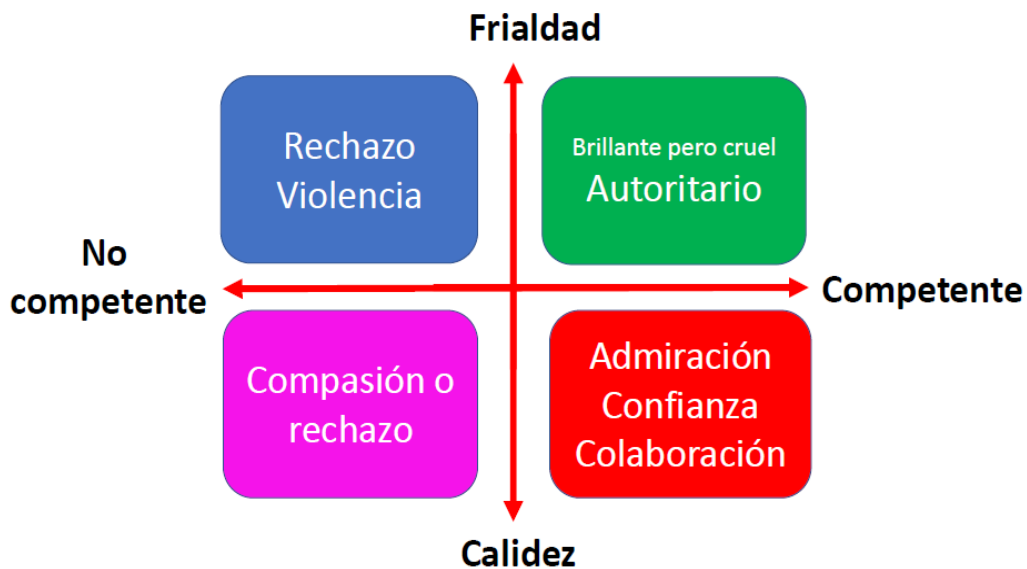 Frialdad
Rechazo
Violencia
Brillante pero cruel
Autoritario
No
competente
Competente
Compasión o
rechazo
Admiración
Confianza
Colaboración
Calidez